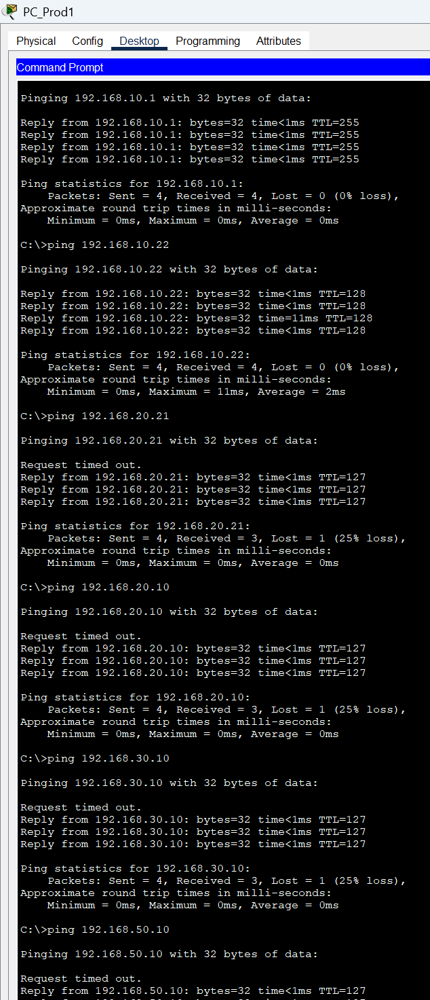 PC_Prod1
Physical Config Desktop Programming Attributes
Command Prompt
Pinging 192.168.10.1 with 32 bytes of data:
Reply from 192.168.10.1: bytes=32 time<1ms TTL=255
Reply from 192.168.10.1: bytes=32 time<1ms TTL=255
Reply from 192.168.10.1: bytes=32 time<1ms TTL=255
Reply from 192.168.10.1: bytes=32 time<1ms TTL=255
Ping statistics for 192.168.10.1:
Packets: Sent = 4, Received = 4, Lost = 0 (0% loss),
Approximate round trip times in milli-seconds:
Minimum = 0ms, Maximum = 0ms, Average = 0ms
C:\>ping 192.168.10.22
Pinging 192.168.10.22 with 32 bytes of data:
Reply from 192.168.10.22: bytes=32 time<1ms TTL=128
Reply from 192.168.10.22: bytes=32 time<1ms TTL=128
Reply from 192.168.10.22: bytes=32 time=11ms TTL=128
Reply from 192.168.10.22: bytes=32 time<1ms TTL=128
Ping statistics for 192.168.10.22:
Packets: Sent = 4, Received = 4, Lost = 0 (0% loss),
Approximate round trip times in milli-seconds:
Minimum = 0ms, Maximum = 11ms, Average = 2ms
C:\>ping 192.168.20.21
Pinging 192.168.20.21 with 32 bytes of data:
Request timed out.
Reply from 192.168.20.21: bytes=32 time<1ms TTL=127
Reply from 192.168.20.21: bytes=32 time<1ms TTL=127
Reply from 192.168.20.21: bytes=32 time<1ms TTL=127
Ping statistics for 192.168.20.21:
Packets: Sent = 4, Received = 3, Lost = 1 (25% loss),
Approximate round trip times in milli-seconds:
Minimum = 0ms, Maximum = 0ms, Average = 0ms
C:\>ping 192.168.20.10
Pinging 192.168.20.10 with 32 bytes of data:
Request timed out.
Reply from 192.168.20.10: bytes=32 time<1ms TTL=127
Reply from 192.168.20.10: bytes=32 time<1ms TTL=127
Reply from 192.168.20.10: bytes=32 time<1ms TTL=127
Ping statistics for 192.168.20.10:
Packets: Sent = 4, Received = 3, Lost = 1 (25% loss),
Approximate round trip times in milli-seconds:
Minimum = 0ms, Maximum = 0ms, Average = 0ms
C:\>ping 192.168.30.10
Pinging 192.168.30.10 with 32 bytes of data:
Request timed out.
Reply from 192.168.30.10: bytes=32 time<1ms TTL=127
Reply from 192.168.30.10: bytes=32 time<1ms TTL=127
Reply from 192.168.30.10: bytes=32 time<1ms TTL=127
Ping statistics for 192.168.30.10:
Packets: Sent = 4, Received = 3, Lost = 1 (25% loss),
Approximate round trip times in milli-seconds:
Minimum = 0ms, Maximum = 0ms, Average = 0ms
C:\>ping 192.168.50.10
Pinging 192.168.50.10 with 32 bytes of data:
Request timed out.
Reply from 192.168.50.10: bytes=32 time<1ms TTL=127